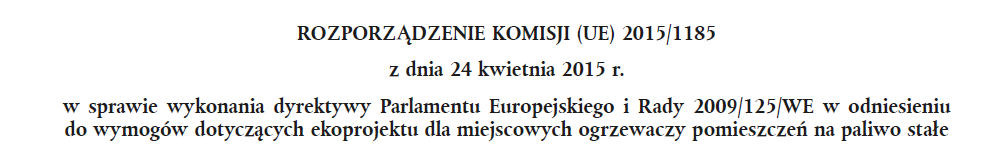 ROZPORZĄDZENIE KOMISJI (UE) 2015/1185
z dnia 24 kwietnia 2015 r.
w sprawie wykonania dyrektywy Parlamentu Europejskiego i Rady 2009/125/WE w odniesieniu
do wymogów dotyczących ekoprojektu dla miejscowych ogrzewaczy pomieszczeń na paliwo stałe